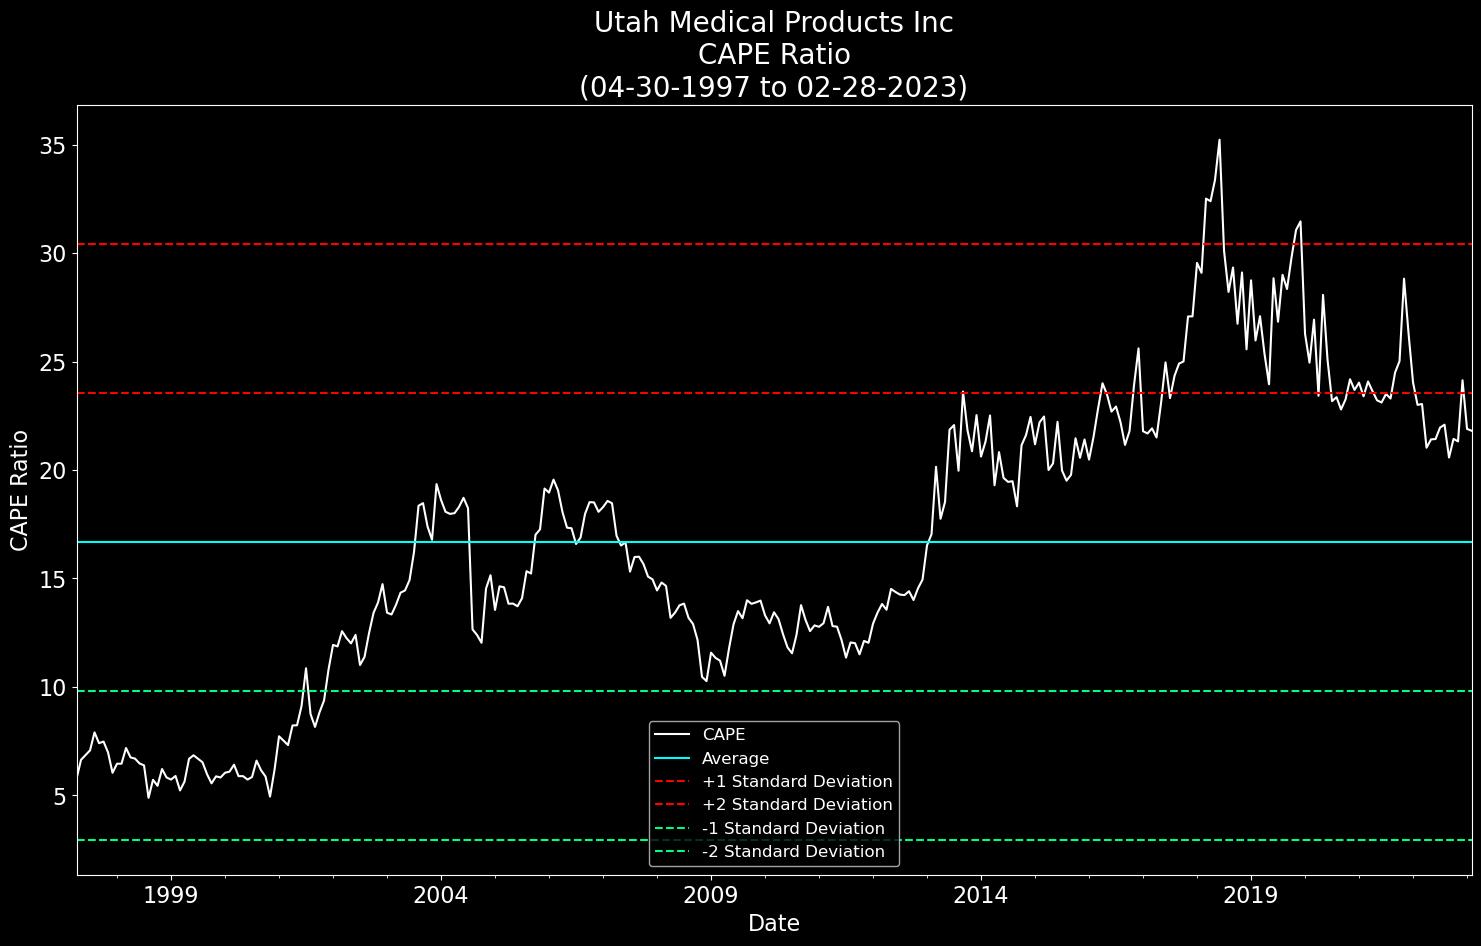 Utah Medical Products Inc
CAPE Ratio
(04-30-1997 to 02-28-2023)
CAPE Ratio
35
30
25
20
15
10
5
CAPE
Average
+1 Standard Deviation
+2 Standard Deviation
-1 Standard Deviation
-2 Standard Deviation
1999 2004 2009 2014 2019
Date